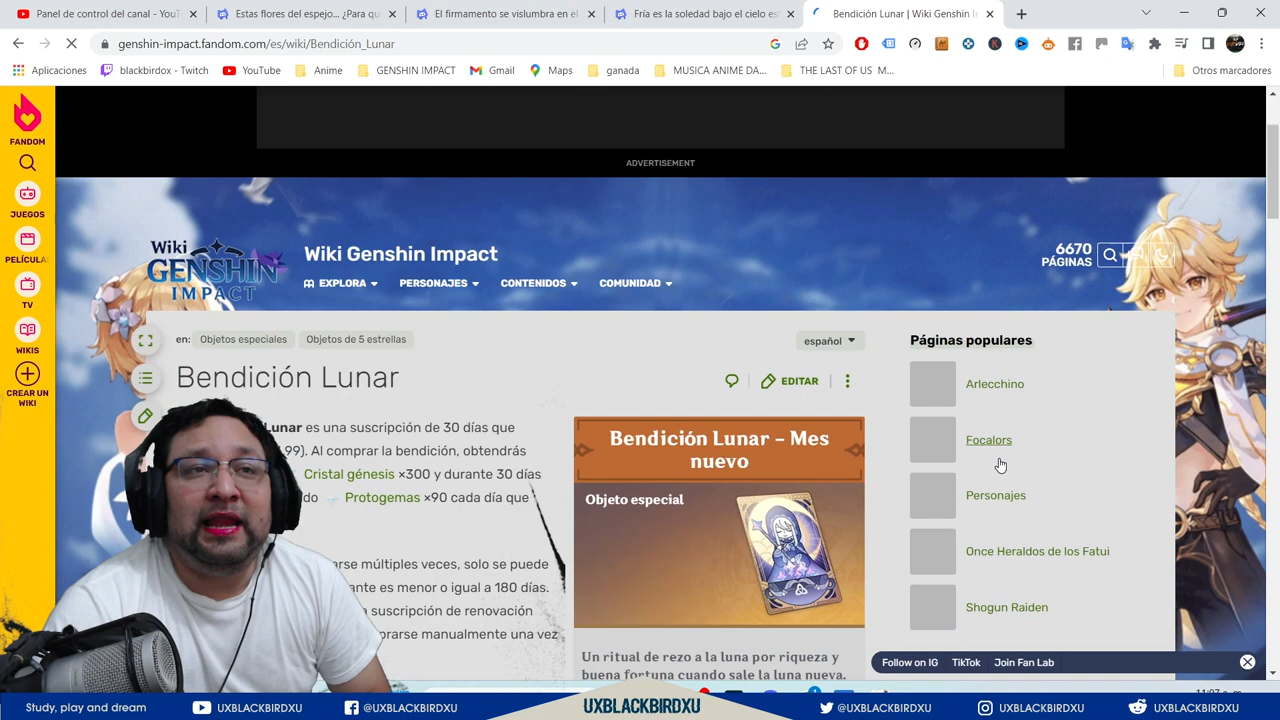 Panel de control del canal - YouT
Estas flores del espejo... ¿Para qu
El firmamento se vislumbra en el
Fría es la soledad bajo el cielo es
Bendición Lunar | Wiki Genshin I
genshin-impact.fandom.com/es/wiki/Bendición_Lunar
Aplicaciones
blackbirdox - Twitch
YouTube
Anime
GENSHIN IMPACT
Gmail
Maps
ganada
MUSICA ANIME DA...
THE LAST OF US M...
Otros marcadores
FANDOM
JUEGOS
PELÍCULA
TV
WIKIS
CREAR UN
WIKI
ADVERTISEMENT
Wiki
GENSHIN
IMPACT
Wiki Genshin Impact
6670
PÁGINAS
EXPLORA
PERSONAJES
CONTENIDOS
COMUNIDAD
en: Objetos especiales Objetos de 5 estrellas
español
Bendición Lunar
EDITAR
Lunar es una suscripción de 30 días que
.99). Al comprar la bendición, obtendrás
Cristal génesis ×300 y durante 30 días
do Protogemas ×90 cada día que
arse múltiples veces, solo se puede
ante es menor o igual a 180 días.
a suscripción de renovación
prarse manualmente una vez
Bendición Lunar – Mes
nuevo
Objeto especial
Un ritual de rezo a la luna por riqueza y
buena fortuna cuando sale la luna nueva.
Páginas populares
Arlecchino
Focalors
Personajes
Once Heraldos de los Fatui
Shogun Raiden
Follow on IG
TikTok
Join Fan Lab
Study, play and dream
UXBLACKBIRDXU
@UXBLACKBIRDXU
UXBLACKBIRDXU
@UXBLACKBIRDXU
UXBLACKBIRDXU
UXBLACKBIRDXU